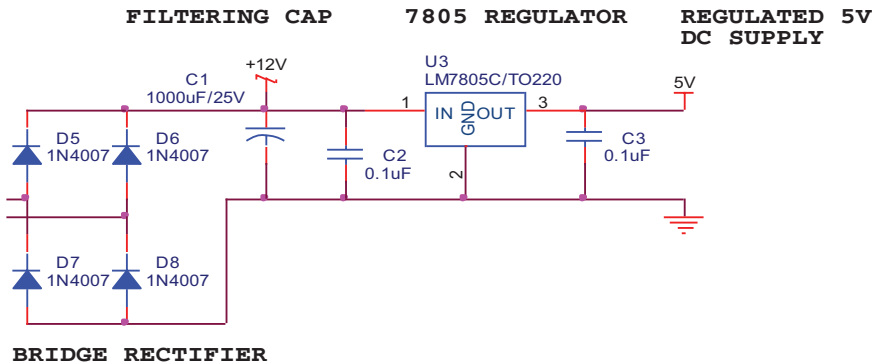 FILTERING CAP
7805 REGULATOR
REGULATED 5V
DC SUPPLY
+12V
C1
1000uF/25V
U3
LM7805C/TO220
5V
1
IN
GND
OUT
3
2
D5
1N4007
D6
1N4007
C2
0.1uF
C3
0.1uF
D7
1N4007
D8
1N4007
BRIDGE RECTIFIER